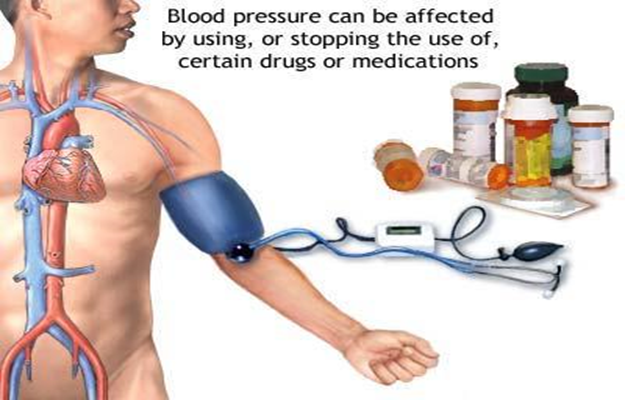 Blood pressure can be affected
by using, or stopping the use of,
certain drugs or medications